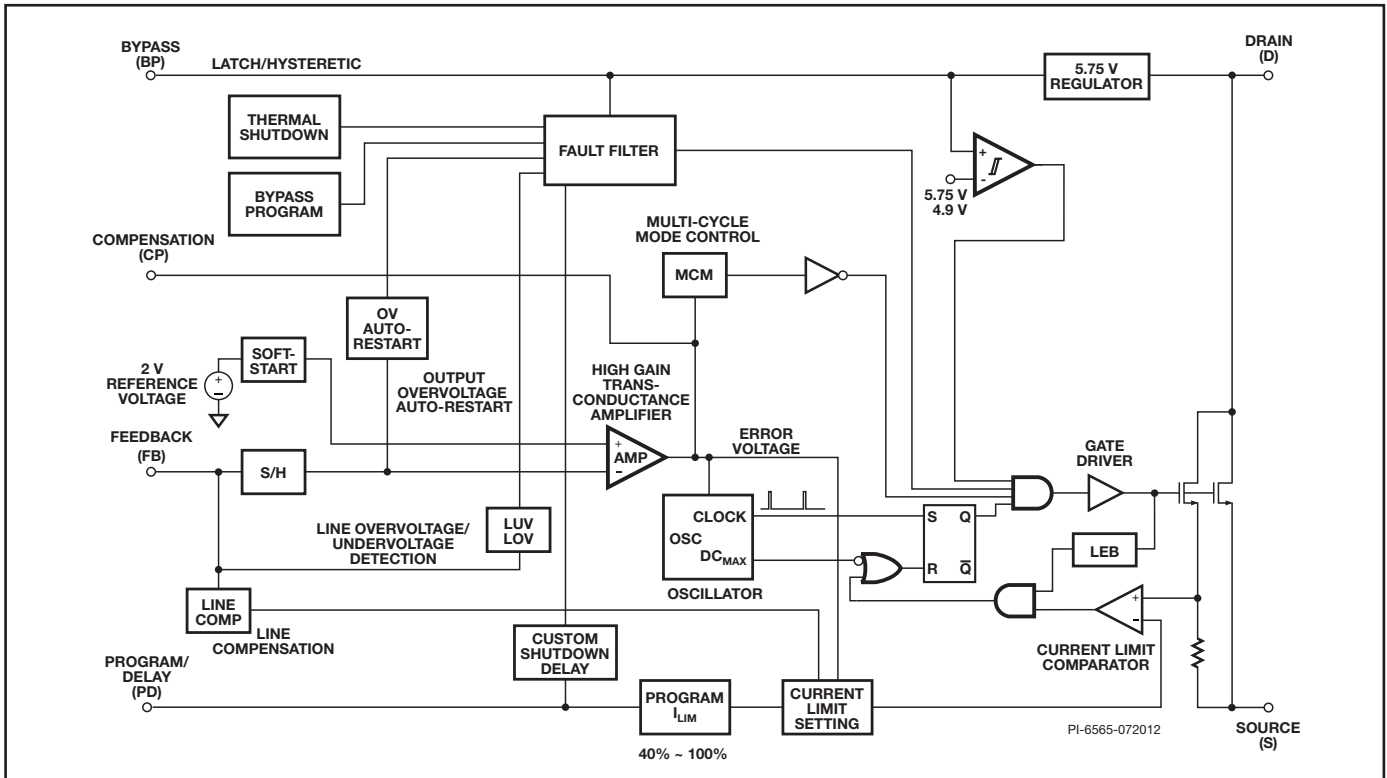 BYPASS
(BP)
LATCH/HYSTERETIC
DRAIN
(D)
5.75 V
REGULATOR
THERMAL
SHUTDOWN
FAULT FILTER
+
-
5.75 V
4.9 V
BYPASS
PROGRAM
COMPENSATION
(CP)
MULTI-CYCLE
MODE CONTROL
MCM
OV
AUTO-
RESTART
SOFT-
START
2 V
REFERENCE
VOLTAGE
+
–
OUTPUT
OVERVOLTAGE
AUTO-RESTART
HIGH GAIN
TRANS-
CONDUCTANCE
AMPLIFIER
FEEDBACK
(FB)
S/H
+
AMP
–
ERROR
VOLTAGE
GATE
DRIVER
LINE OVERVOLTAGE/
UNDERVOLTAGE
DETECTION
LUV
LOV
CLOCK
OSC
DCMAX
OSCILLATOR
S Q
R Q̅
LEB
LINE
COMP
LINE
COMPENSATION
+
–
CURRENT LIMIT
COMPARATOR
PROGRAM/
DELAY
(PD)
CUSTOM
SHUTDOWN
DELAY
PROGRAM
ILIM
40% ~ 100%
CURRENT
LIMIT
SETTING
PI-6565-072012
SOURCE
(S)